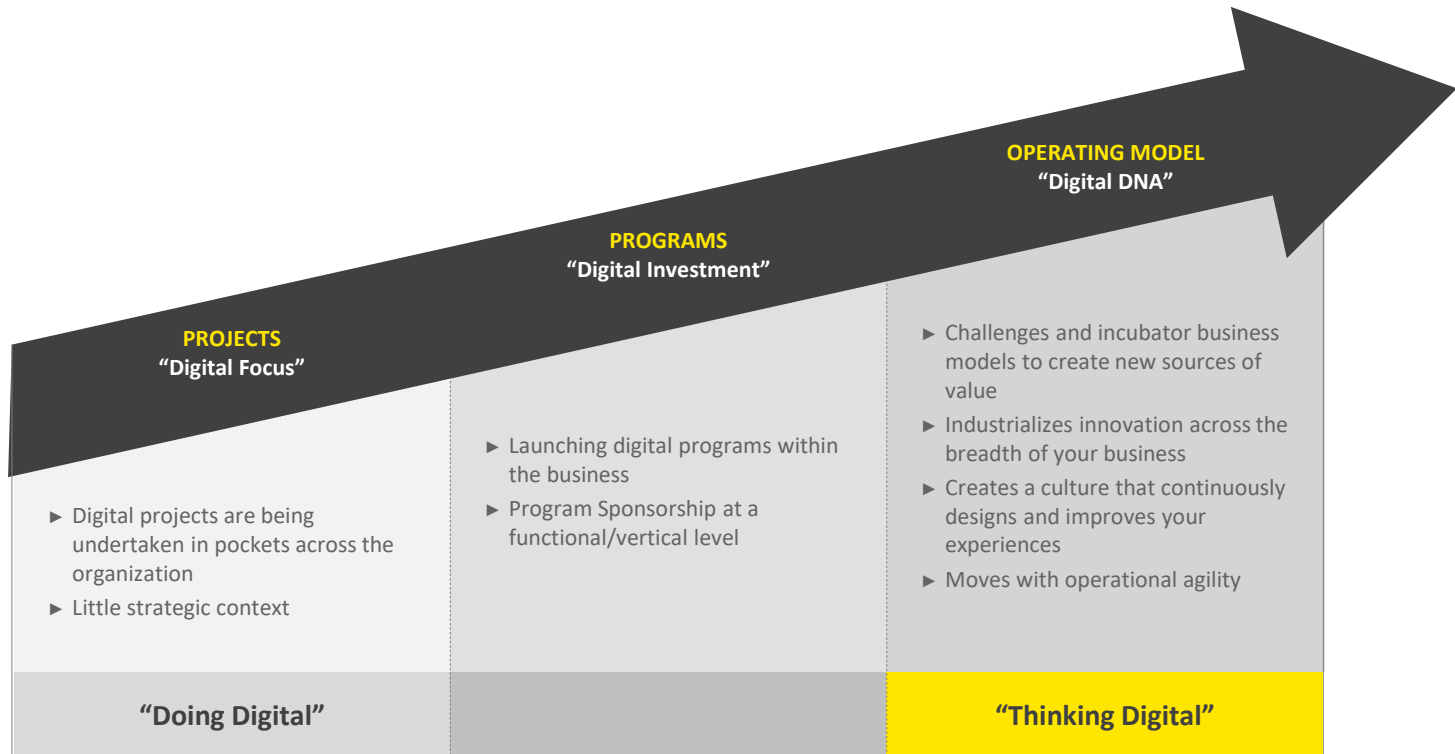 PROJECTS
“Digital Focus”
► Digital projects are being
undertaken in pockets across the
organization
► Little strategic context
“Doing Digital”
PROGRAMS
“Digital Investment”
► Launching digital programs within
the business
► Program Sponsorship at a
functional/vertical level
OPERATING MODEL
“Digital DNA”
► Challenges and incubator business
models to create new sources of
value
► Industrializes innovation across the
breadth of your business
► Creates a culture that continuously
designs and improves your
experiences
► Moves with operational agility
“Thinking Digital”